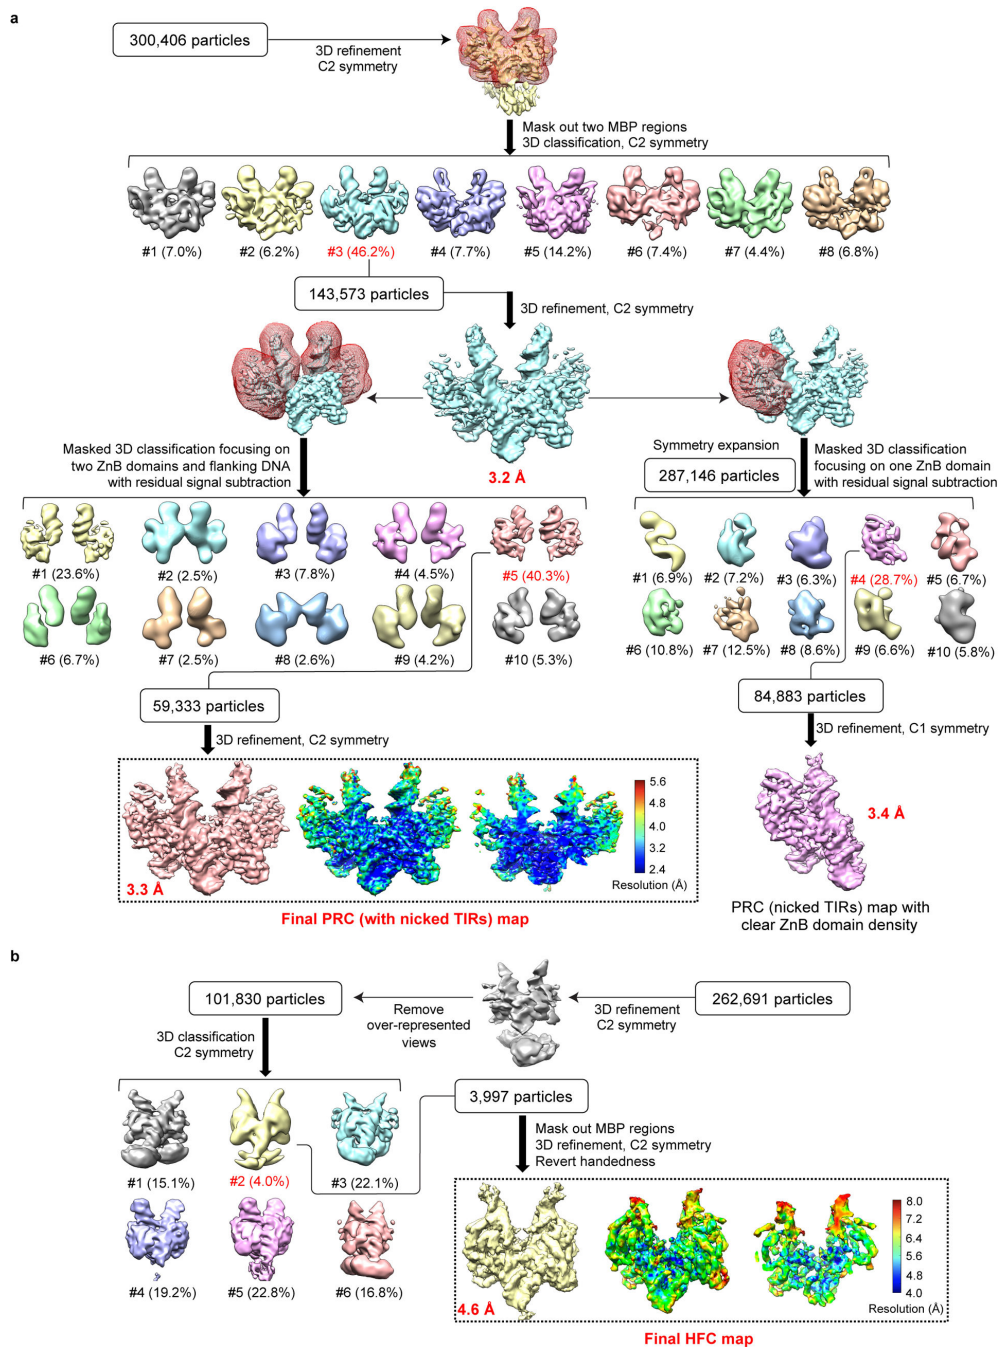 a
300,406 particles
3D refinement
C2 symmetry
Mask out two MBP regions
3D classification, C2 symmetry
#1 (7.0%)
#2 (6.2%)
#3 (46.2%)
#4 (7.7%)
#5 (14.2%)
#6 (7.4%)
#7 (4.4%)
#8 (6.8%)
143,573 particles
3D refinement, C2 symmetry
3.2 Å
Masked 3D classification focusing on
two ZnB domains and flanking DNA
with residual signal subtraction
Symmetry expansion
287,146 particles
Masked 3D classification
focusing on one ZnB domain
with residual signal subtraction
#1 (23.6%)
#2 (2.5%)
#3 (7.8%)
#4 (4.5%)
#5 (40.3%)
#6 (6.7%)
#7 (2.5%)
#8 (2.6%)
#9 (4.2%)
#10 (5.3%)
#1 (6.9%)
#2 (7.2%)
#3 (6.3%)
#4 (28.7%)
#5 (6.7%)
#6 (10.8%)
#7 (12.5%)
#8 (8.6%)
#9 (6.6%)
#10 (5.8%)
59,333 particles
3D refinement, C2 symmetry
84,883 particles
3D refinement, C1 symmetry
3.3 Å
5.6
4.8
4.0
3.2
2.4
Resolution (Å)
Final PRC (with nicked TIRs) map
3.4 Å
PRC (nicked TIRs) map with
clear ZnB domain density
b
101,830 particles
Remove
over-represented
views
3D refinement
C2 symmetry
262,691 particles
3D classification
C2 symmetry
#1 (15.1%)
#2 (4.0%)
#3 (22.1%)
#4 (19.2%)
#5 (22.8%)
#6 (16.8%)
3,997 particles
Mask out MBP regions
3D refinement, C2 symmetry
Revert handedness
4.6 Å
8.0
7.2
6.4
5.6
4.8
4.0
Resolution (Å)
Final HFC map